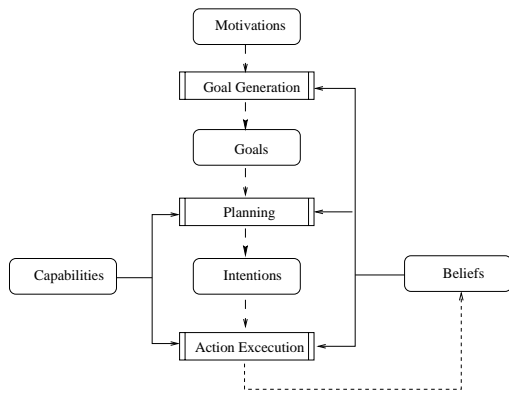 Motivations
Goal Generation
Goals
Planning
Capabilities
Intentions
Beliefs
Action Excecution